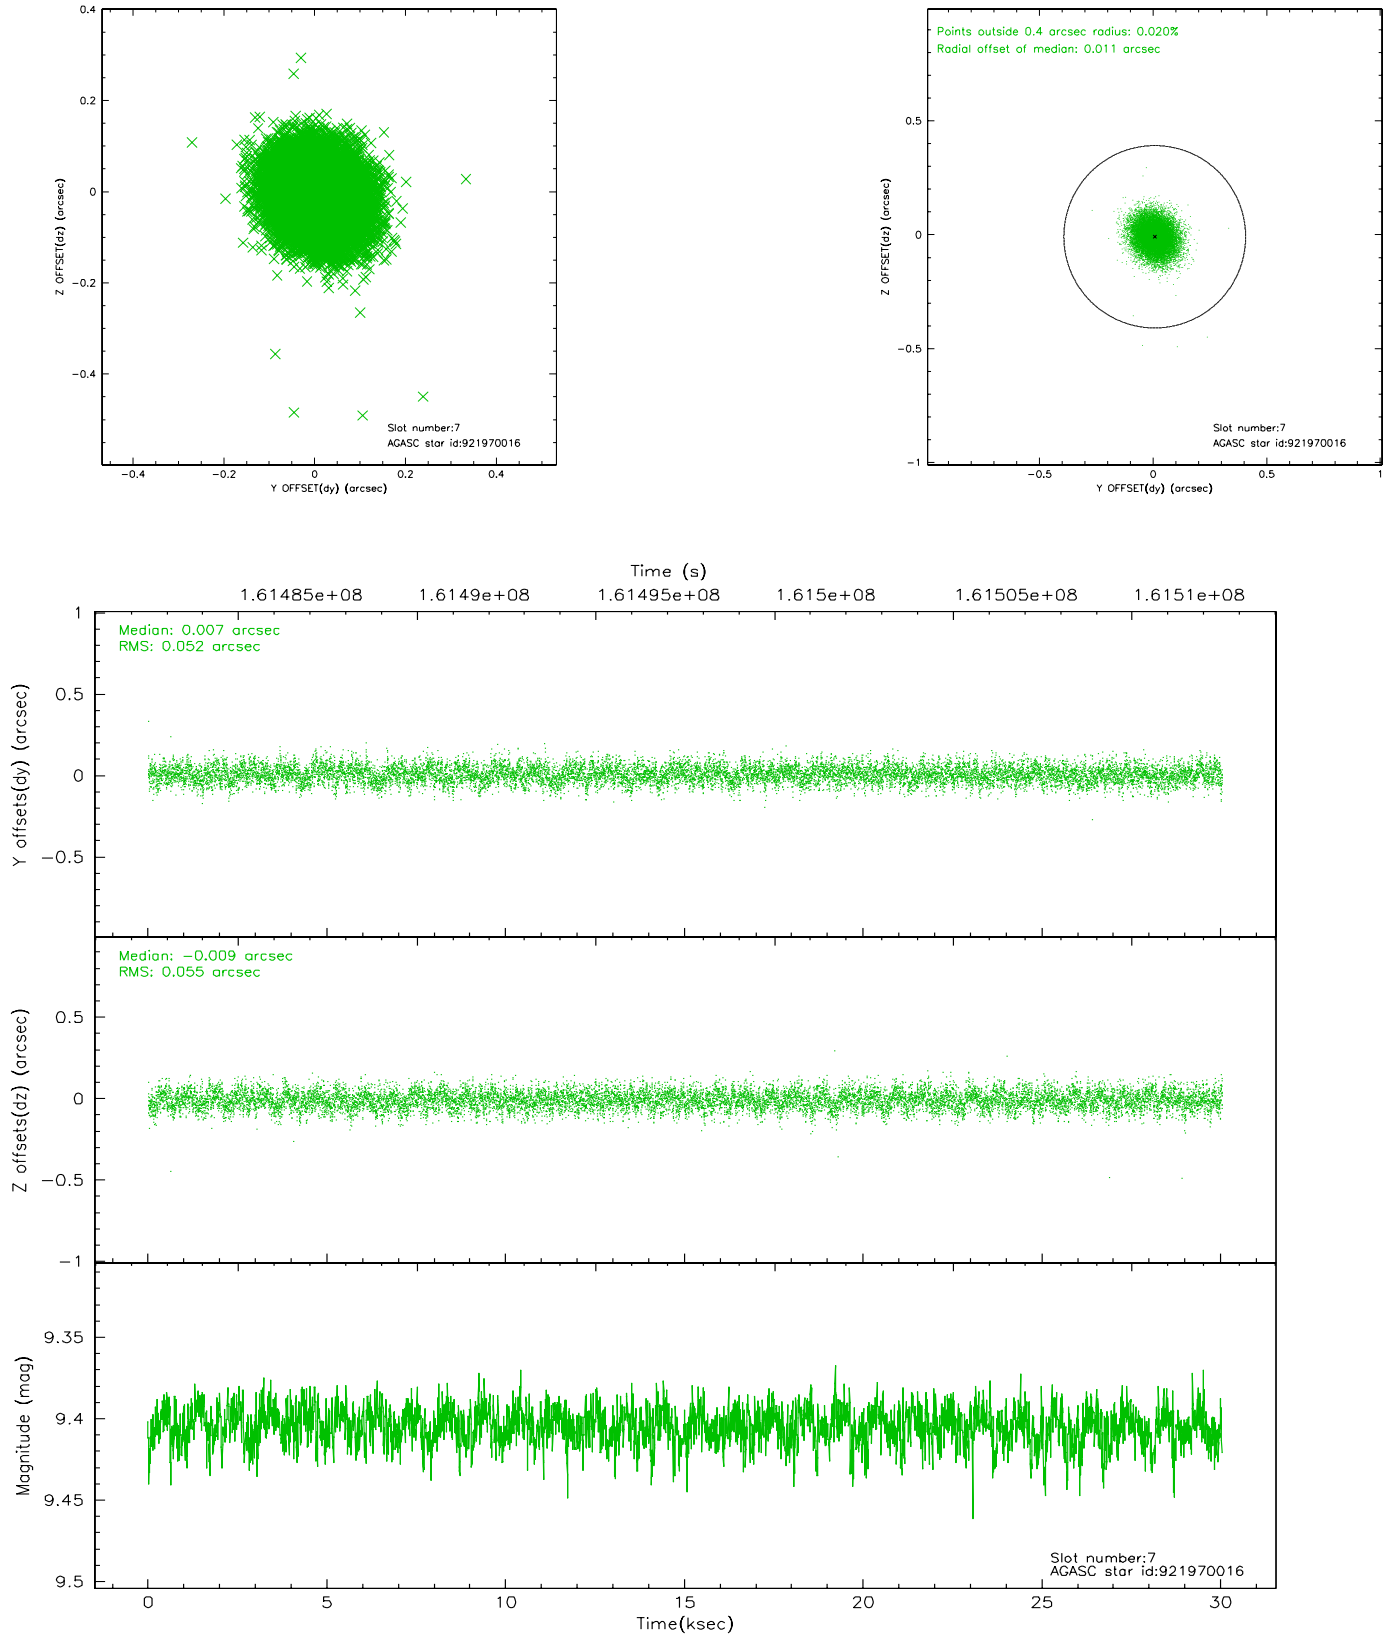 0.4
0.2
0
−0.2
−0.4
Z OFFSET(dz) (arcsec)
Slot number:7
AGASC star id:921970016
−0.4
−0.2
0
0.2
0.4
Y OFFSET(dy) (arcsec)
Points outside 0.4 arcsec radius: 0.020%
Radial offset of median: 0.011 arcsec
0.5
0
−0.5
−1
Z OFFSET(dz) (arcsec)
Slot number:7
AGASC star id:921970016
−0.5
0
0.5
1
Y OFFSET(dy) (arcsec)
Time (s)
1.61485e+08
1.6149e+08
1.61495e+08
1.615e+08
1.61505e+08
1.6151e+08
Median: 0.007 arcsec
RMS: 0.052 arcsec
1
0.5
0
−0.5
Y offsets(dy) (arcsec)
Median: −0.009 arcsec
RMS: 0.055 arcsec
0.5
0
−0.5
−1
Z offsets(dz) (arcsec)
9.35
9.4
9.45
9.5
Magnitude (mag)
Slot number:7
AGASC star id:921970016
0
5
10
15
20
25
30
Time(ksec)